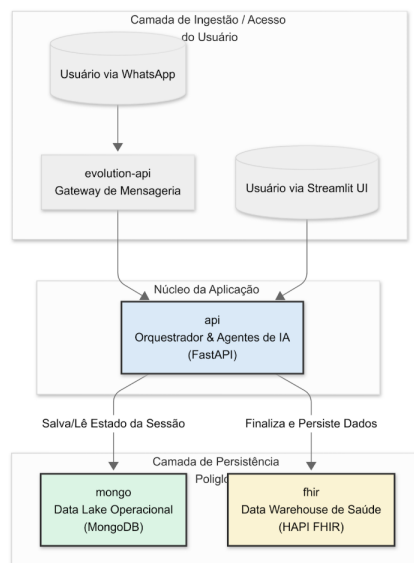 Camada de Ingestão / Acesso
do Usuário
Usuário via WhatsApp
evolution-api
Gateway de Mensageria
Usuário via Streamlit UI
Núcleo da Aplicação
api
Orquestrador & Agentes de IA
(FastAPI)
Salva/Lê Estado da Sessão
Finaliza e Persiste Dados
Camada de Persistência
mongo
Data Lake Operacional
(MongoDB)
fhir
Data Warehouse de Saúde
(HAPI FHIR)